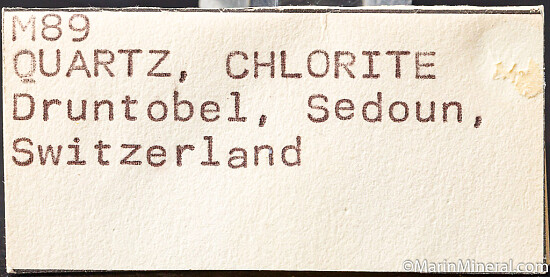 M89
QUARTZ, CHLORITE
Druntobel, Sedoun,
Switzerland
©MarinMineral.com